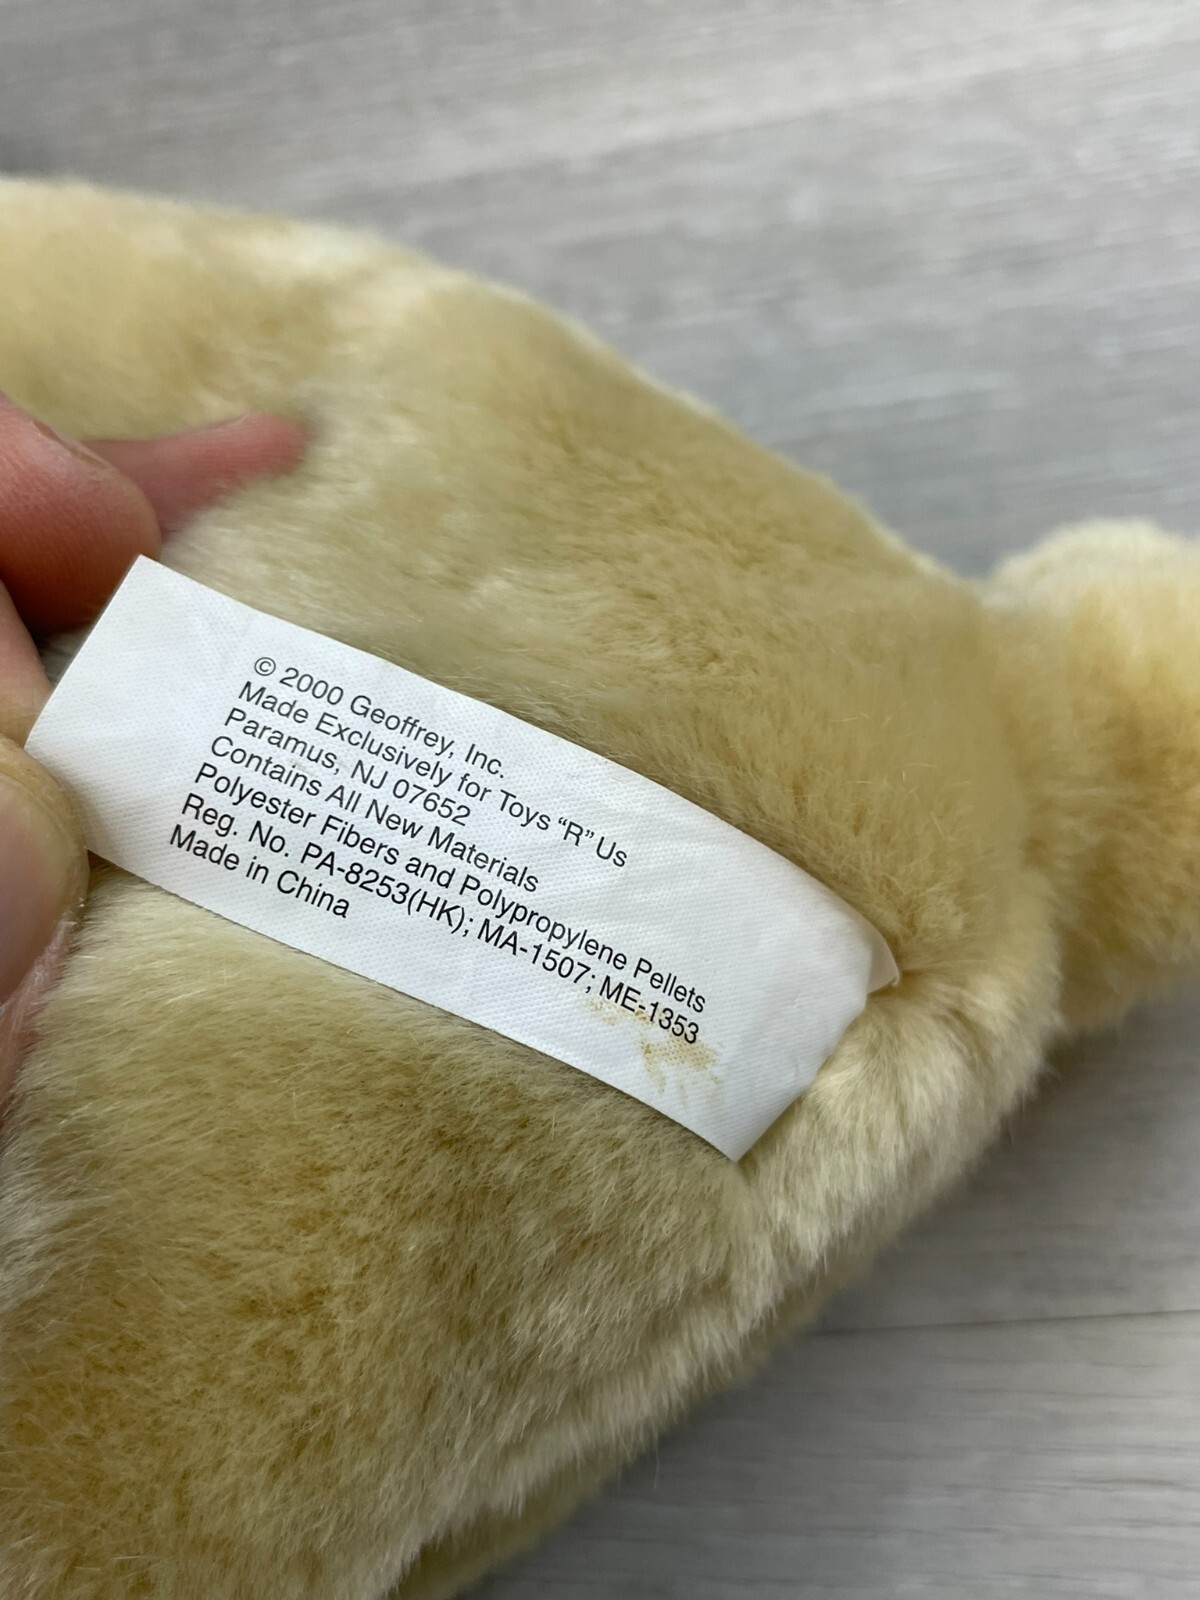 © 2000 Geoffrey, Inc.
Made Exclusively for Toys “R” Us
Paramus, NJ 07652
Contains All New Materials
Polyester Fibers and Polypropylene Pellets
Reg. No. PA-8253(HK); MA-1507; ME-1353
Made in China